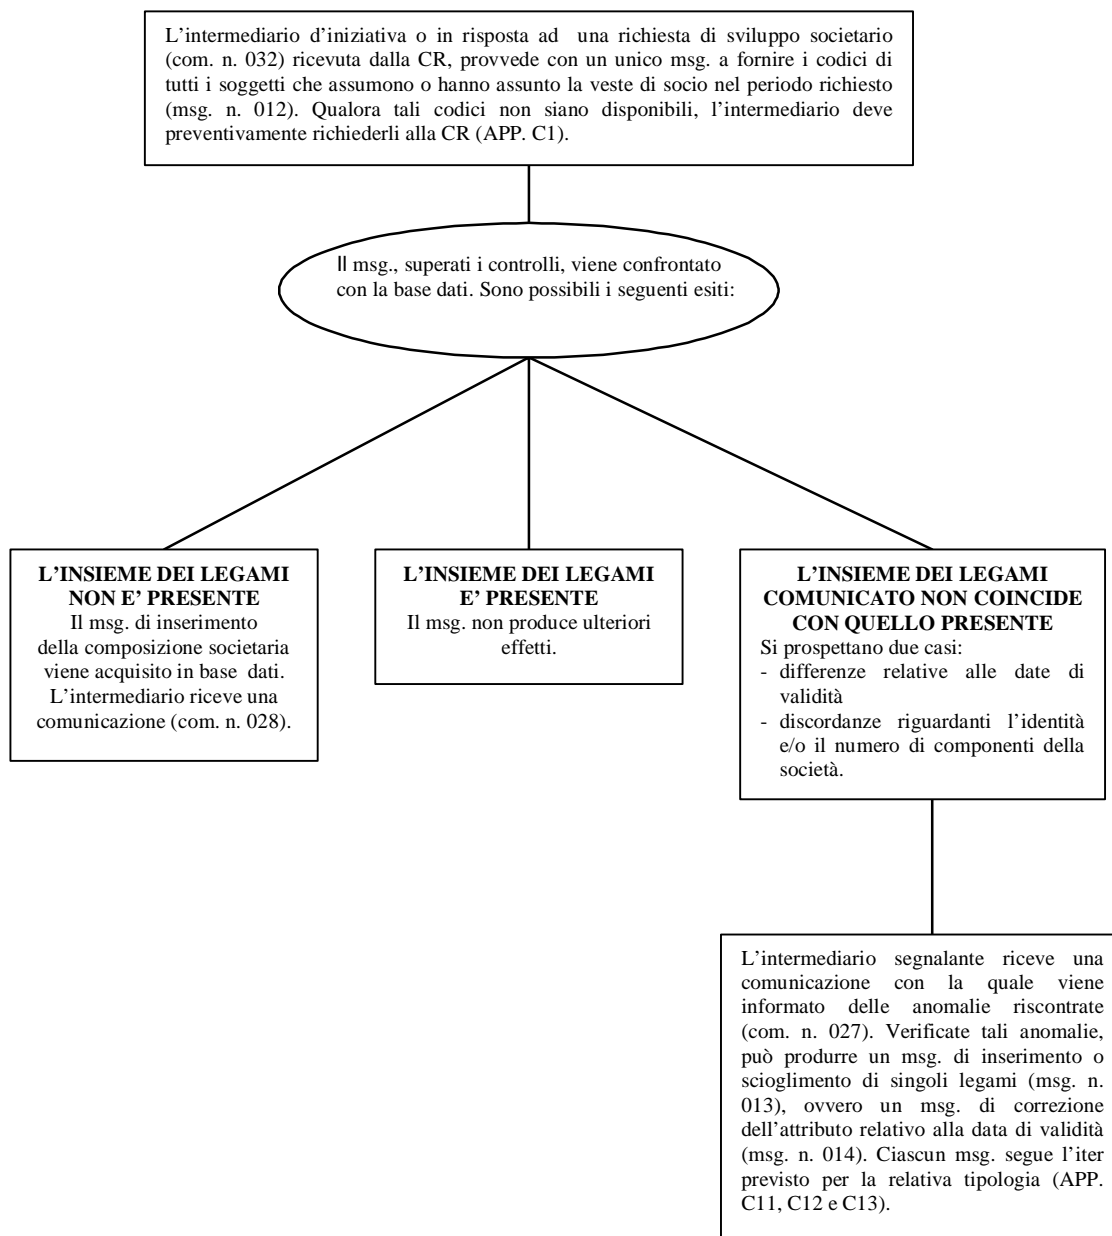 L’intermediario d’iniziativa o in risposta ad una richiesta di sviluppo societario
(com. n. 032) ricevuta dalla CR, provvede con un unico msg. a fornire i codici di
tutti i soggetti che assumono o hanno assunto la veste di socio nel periodo richiesto
(msg. n. 012). Qualora tali codici non siano disponibili, l’intermediario deve
preventivamente richiederli alla CR (APP. C1).
Il msg., superati i controlli, viene confrontato
con la base dati. Sono possibili i seguenti esiti:
L’INSIEME DEI LEGAMI
NON E’ PRESENTE
Il msg. di inserimento
della composizione societaria
viene acquisito in base dati.
L’intermediario riceve una
comunicazione (com. n. 028).
L’INSIEME DEI LEGAMI
E’ PRESENTE
Il msg. non produce ulteriori
effetti.
L’INSIEME DEI LEGAMI
COMUNICATO NON COINCIDE
CON QUELLO PRESENTE
Si prospettano due casi:
- differenze relative alle date di
validità
- discordanze riguardanti l’identità
e/o il numero di componenti della
società.
L’intermediario segnalante riceve una
comunicazione con la quale viene
informato delle anomalie riscontrate
(com. n. 027). Verificate tali anomalie,
può produrre un msg. di inserimento o
scioglimento di singoli legami (msg. n.
013), ovvero un msg. di correzione
dell’attributo relativo alla data di validità
(msg. n. 014). Ciascun msg. segue l’iter
previsto per la relativa tipologia (APP.
C11, C12 e C13).